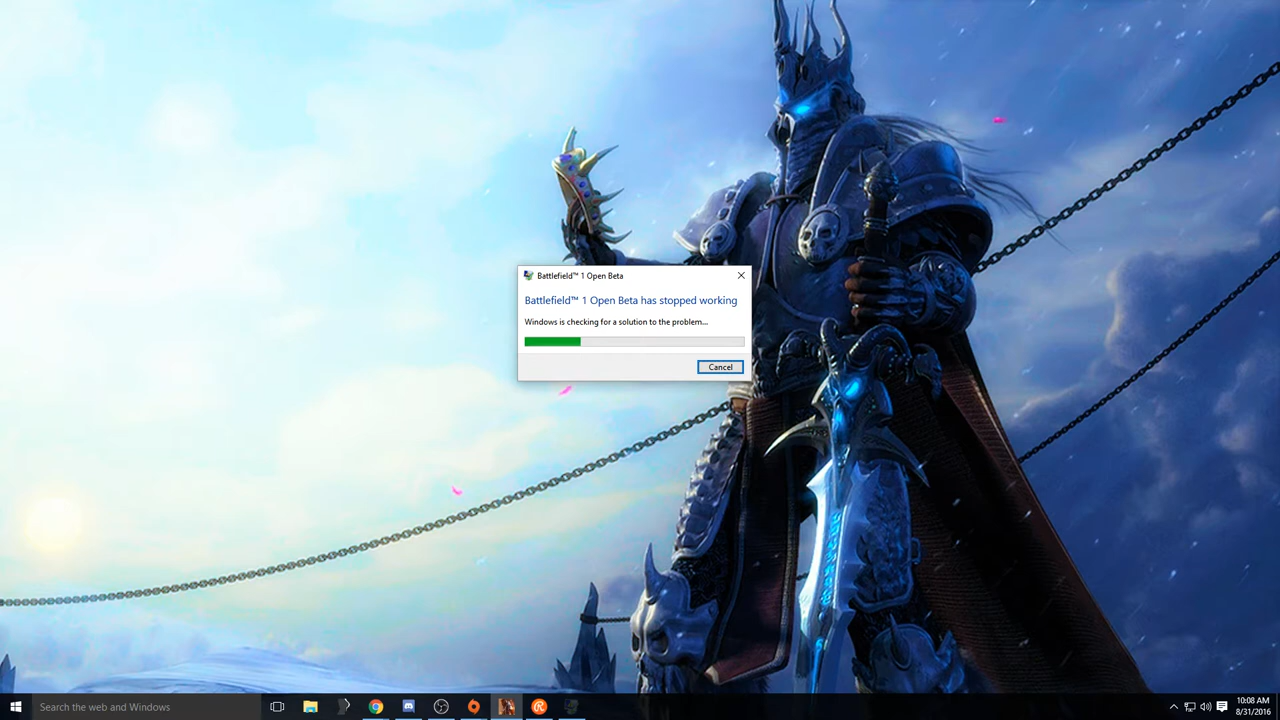 Battlefield™ 1 Open Beta
Battlefield™ 1 Open Beta has stopped working
Windows is checking for a solution to the problem...
Cancel
Search the web and Windows
10:08 AM
8/31/2016